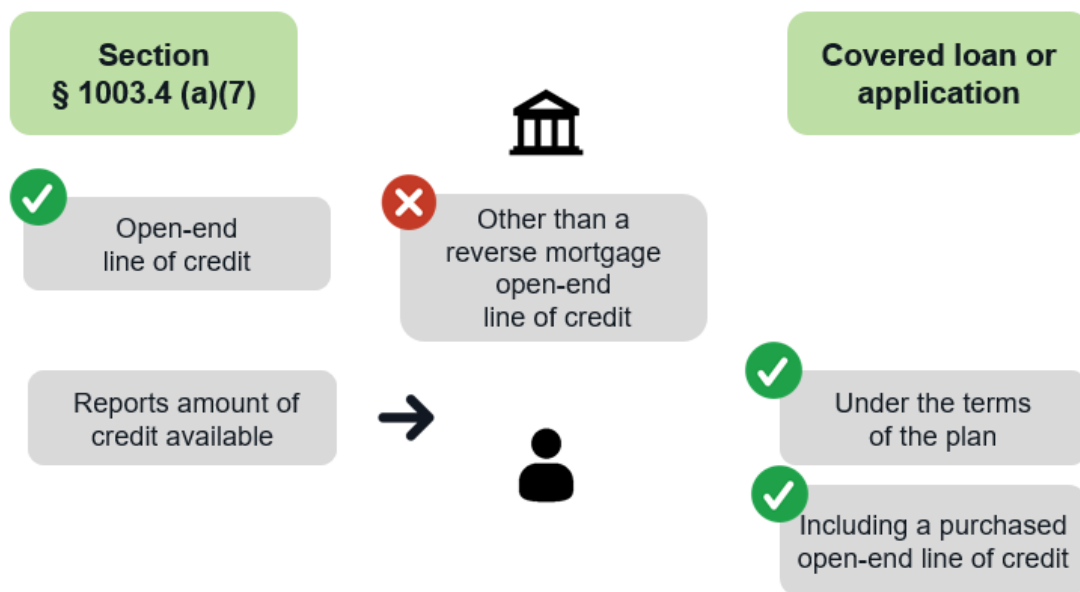 Section
§ 1003.4 (a)(7)
Covered loan or
application
Open-end
line of credit
Other than a
reverse mortgage
open-end
line of credit
Reports amount of
credit available
Under the terms
of the plan
Including a purchased
open-end line of credit